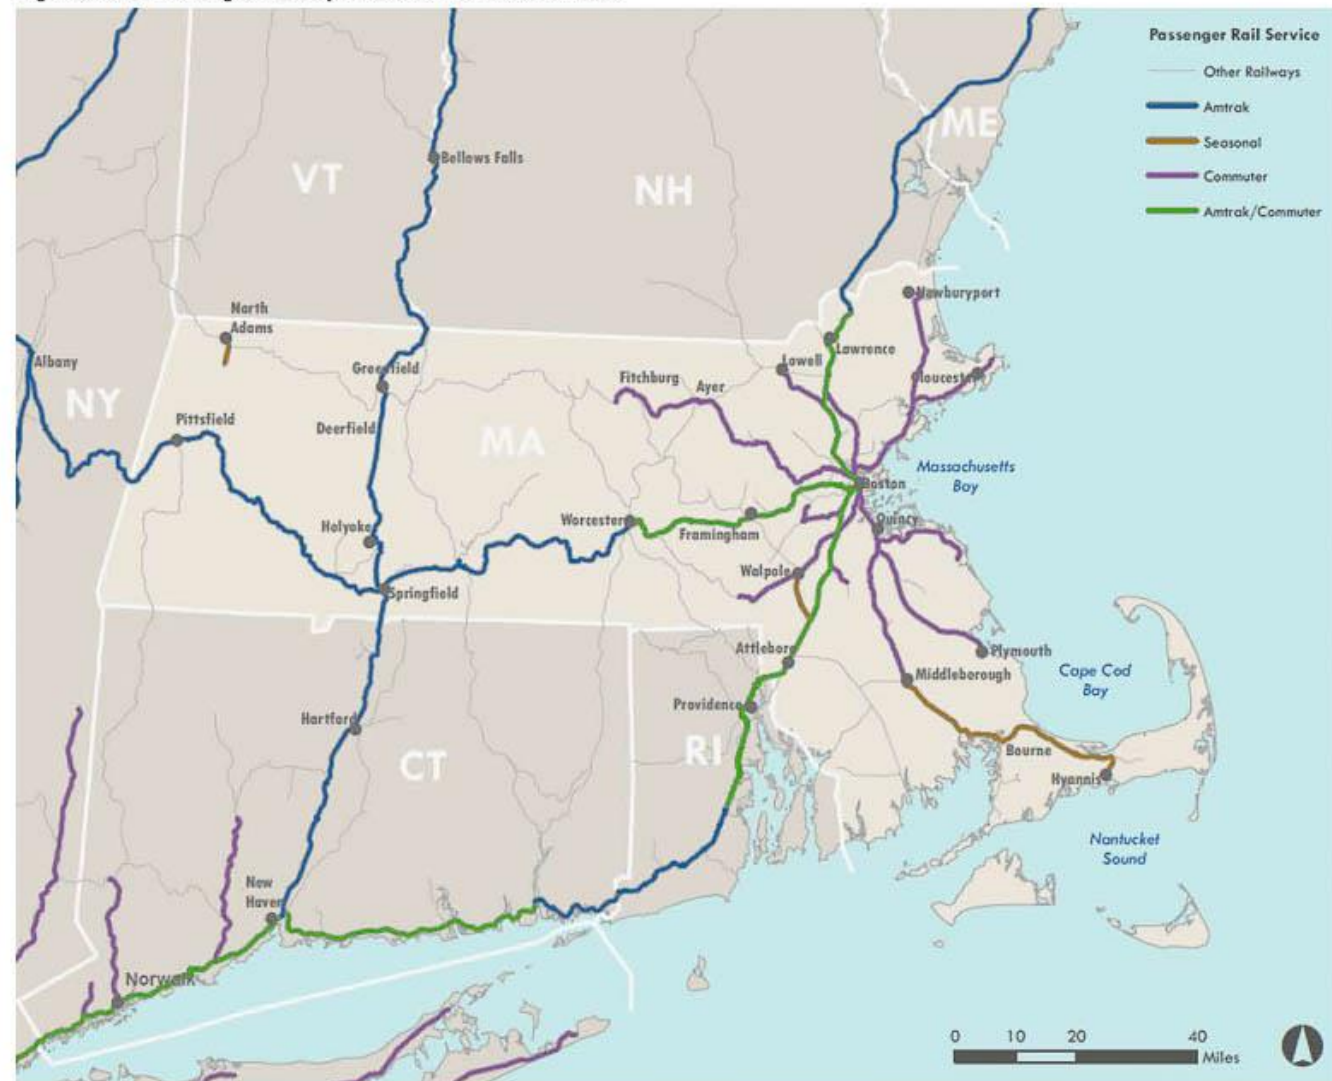 Passenger Rail Service
Other Railways
Amtrak
Seasonal
Commuter
Amtrak/Commuter
ME
VT
NH
Bellows Falls
Newburyport
North
Adams
Lawrence
Albany
Greenfield
Lowell
Gloucester
Fitchburg
Ayer
NY
Pittsfield
Deerfield
MA
Massachusetts
Bay
Boston
Holyoke
Worcester
Quincy
Framingham
Walpole
Springfield
Attleboro
Plymouth
Middleborough
Cape Cod
Bay
Providence
Hartford
CT
RI
Bourne
Hyannis
Nantucket
Sound
New
Haven
Norwalk
0 10 20 40
Miles